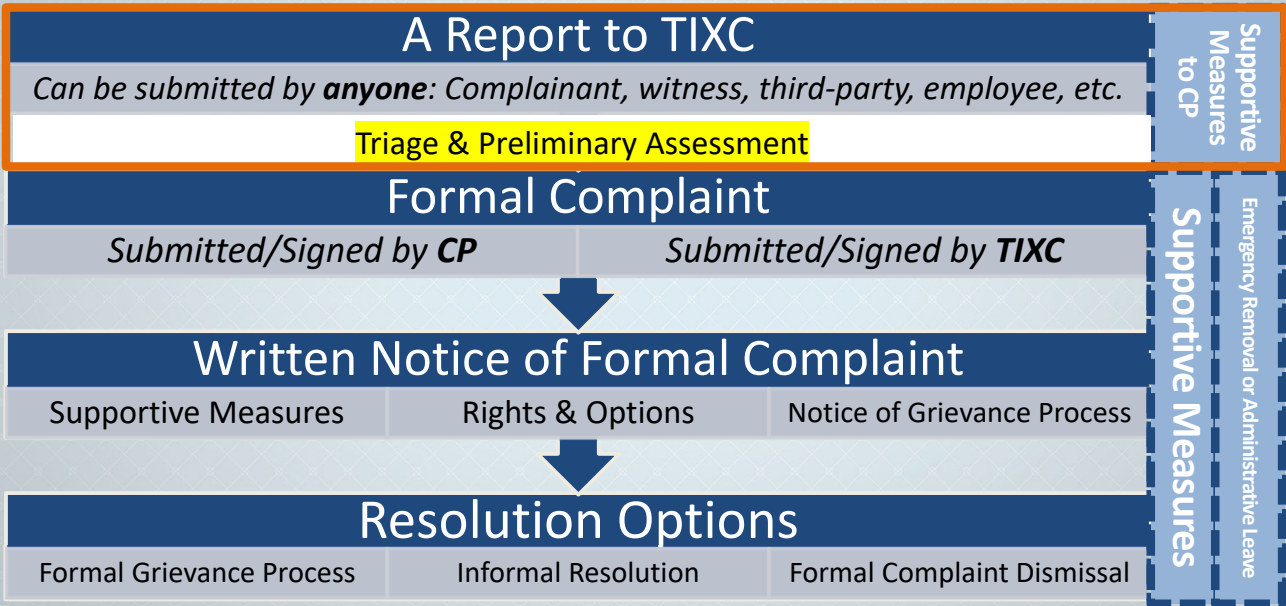 A Report to TIXC
Can be submitted by anyone: Complainant, witness, third-party, employee, etc.
Triage & Preliminary Assessment
Supportive
Measures
to CP
Formal Complaint
Submitted/Signed by CP
Submitted/Signed by TIXC
Written Notice of Formal Complaint
Supportive Measures
Rights & Options
Notice of Grievance Process
Resolution Options
Formal Grievance Process
Informal Resolution
Formal Complaint Dismissal
Supportive Measures
Emergency Removal or Administrative Leave